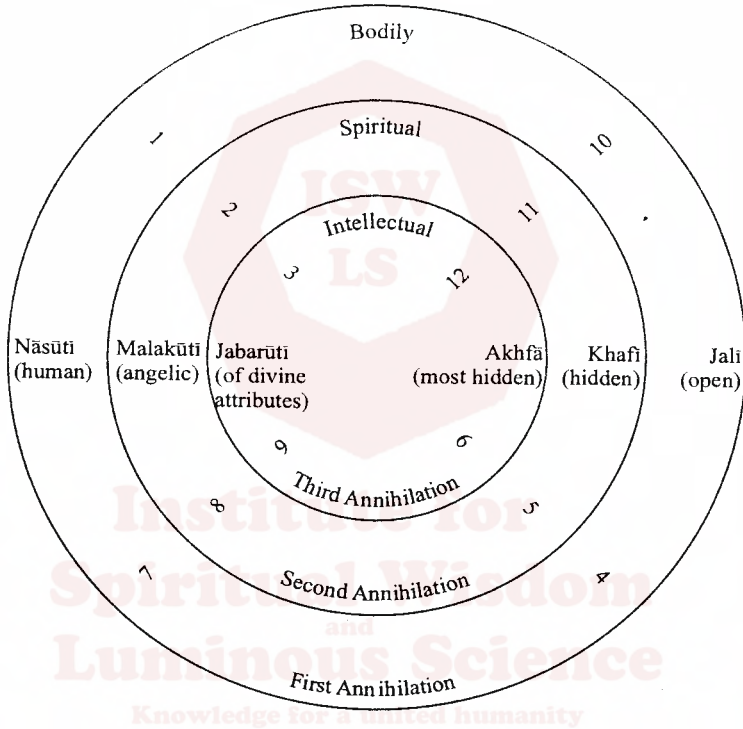 Bodily
1
10
Spiritual
2
11
Intellectual
3
12
Nāsūtī
(human)
Malakūtī
(angelic)
Jabarūtī
(of divine
attributes)
Akhfā
(most hidden)
Khafī
(hidden)
Jalī
(open)
9
6
Third Annihilation
8
5
7
4
Second Annihilation
First Annihilation
ISW
LS
Institute for
Spiritual Wisdom
and
Luminous Science
Knowledge for a united humanity